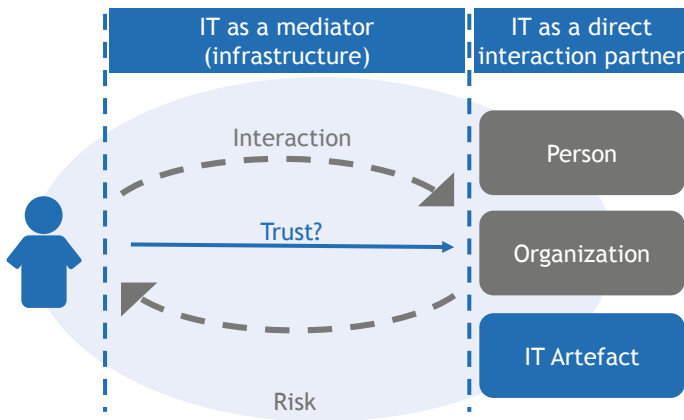 IT as a mediator
(infrastructure)
IT as a direct
interaction partner
Interaction
Person
Trust?
Organization
IT Artefact
Risk